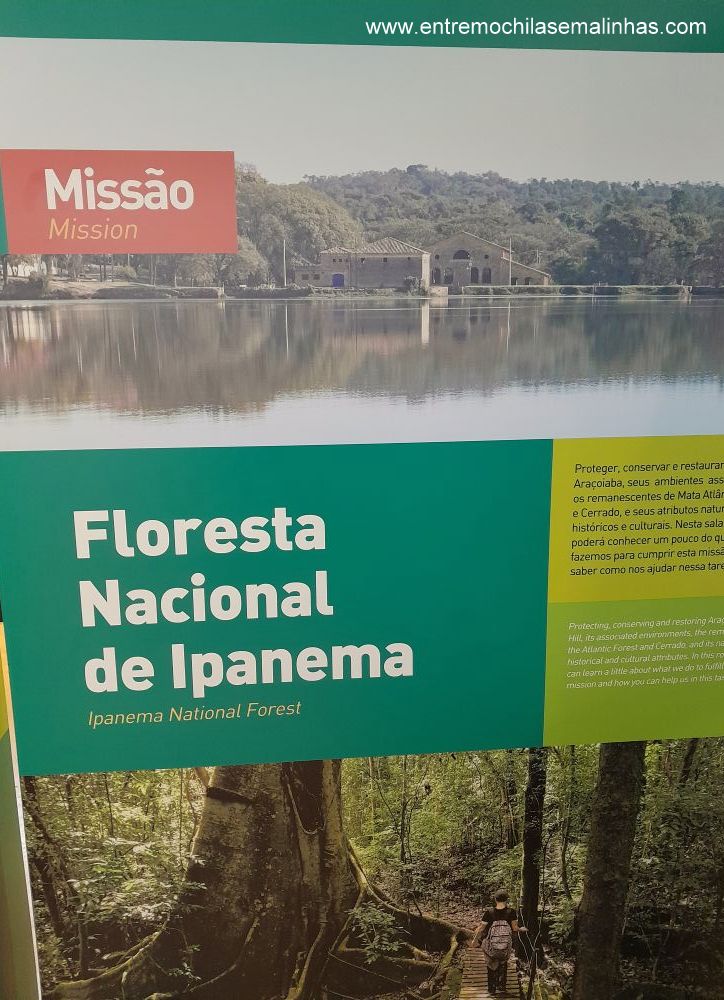 www.entremochilasemalinhas.com
Missão
Mission
Floresta
Nacional
de Ipanema
Ipanema National Forest
Proteger, conservar e restaurar
Araçoiaba, seus ambientes
os remanescentes de Mata
e Cerrado, e seus atributos
históricos e culturais. Nesta sala
poderá conhecer um pouco do
fazemos para cumprir esta
saber como nos ajudar nessa
Protecting, conserving and restoring
Hill, its associated environments, the
the Atlantic Forest and Cerrado, and its
historical and cultural attributes. In this
can learn a little about what we do to
mission and how you can help us in this